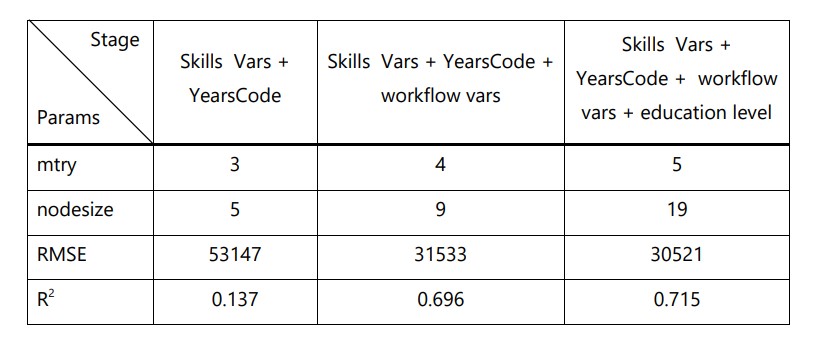 Stage
Params
Skills Vars +
YearsCode
Skills Vars + YearsCode +
workflow vars
Skills Vars +
YearsCode + workflow
vars + education level
mtry 3 4 5
nodesize 5 9 19
RMSE 53147 31533 30521
R² 0.137 0.696 0.715